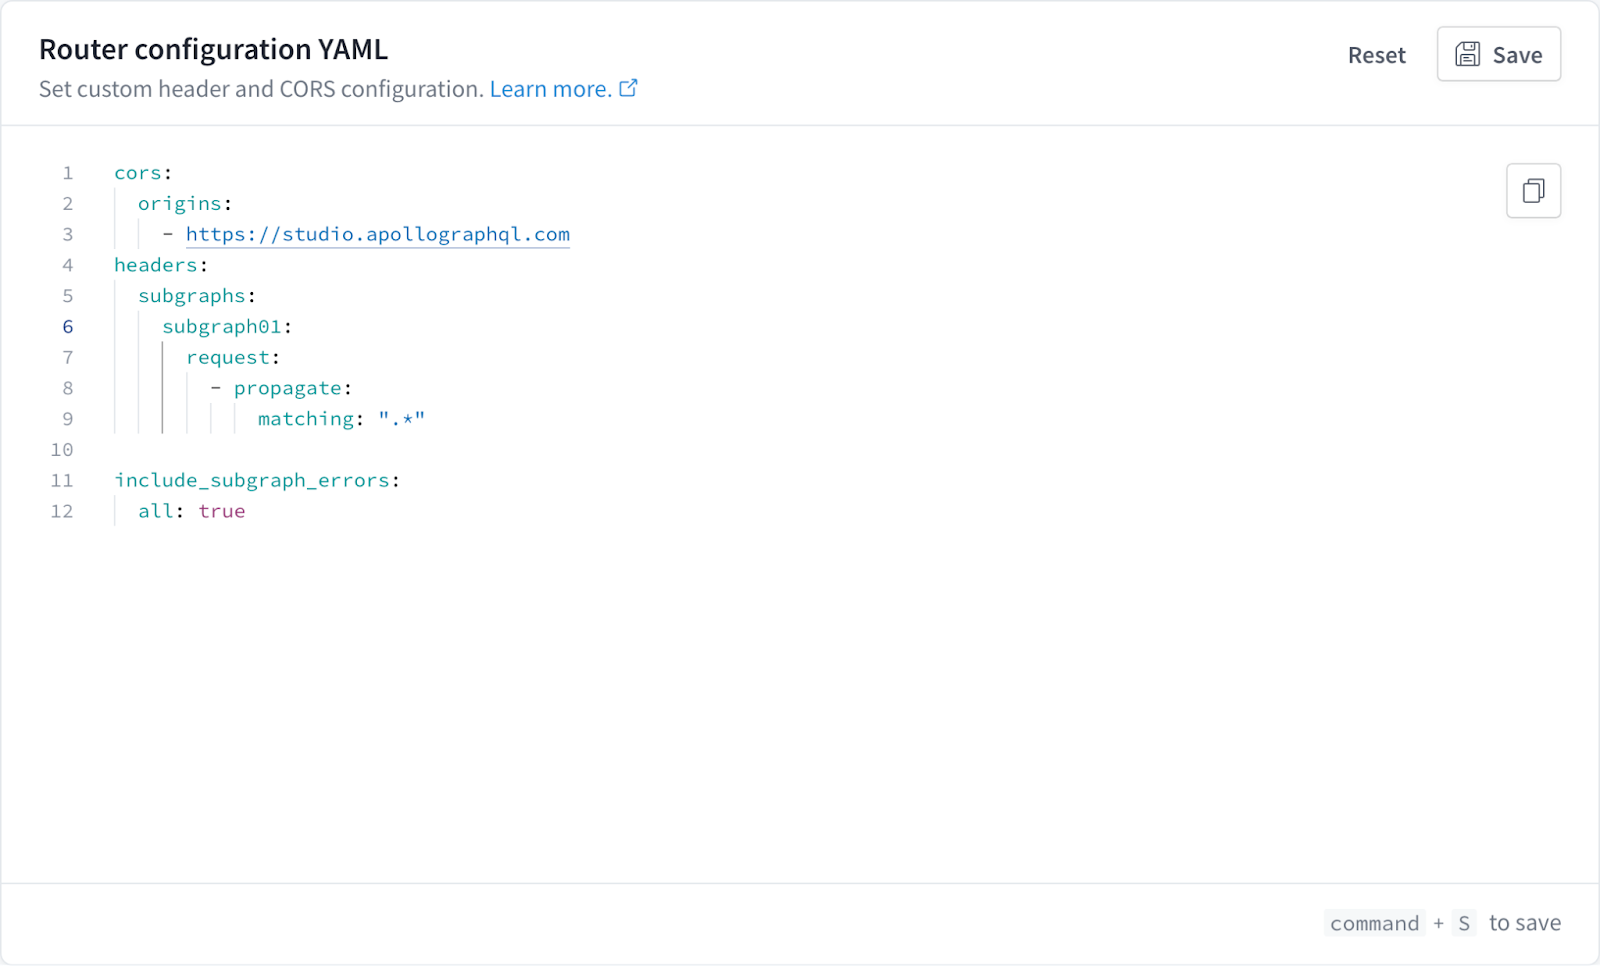 Router configuration YAML
Set custom header and CORS configuration. Learn more.
Reset
Save
1 cors:
2   origins:
3     - https://studio.apollographql.com
4 headers:
5   subgraphs:
6     subgraph01:
7       request:
8         - propagate:
9             matching: ".*"
10
11 include_subgraph_errors:
12   all: true
command + S to save